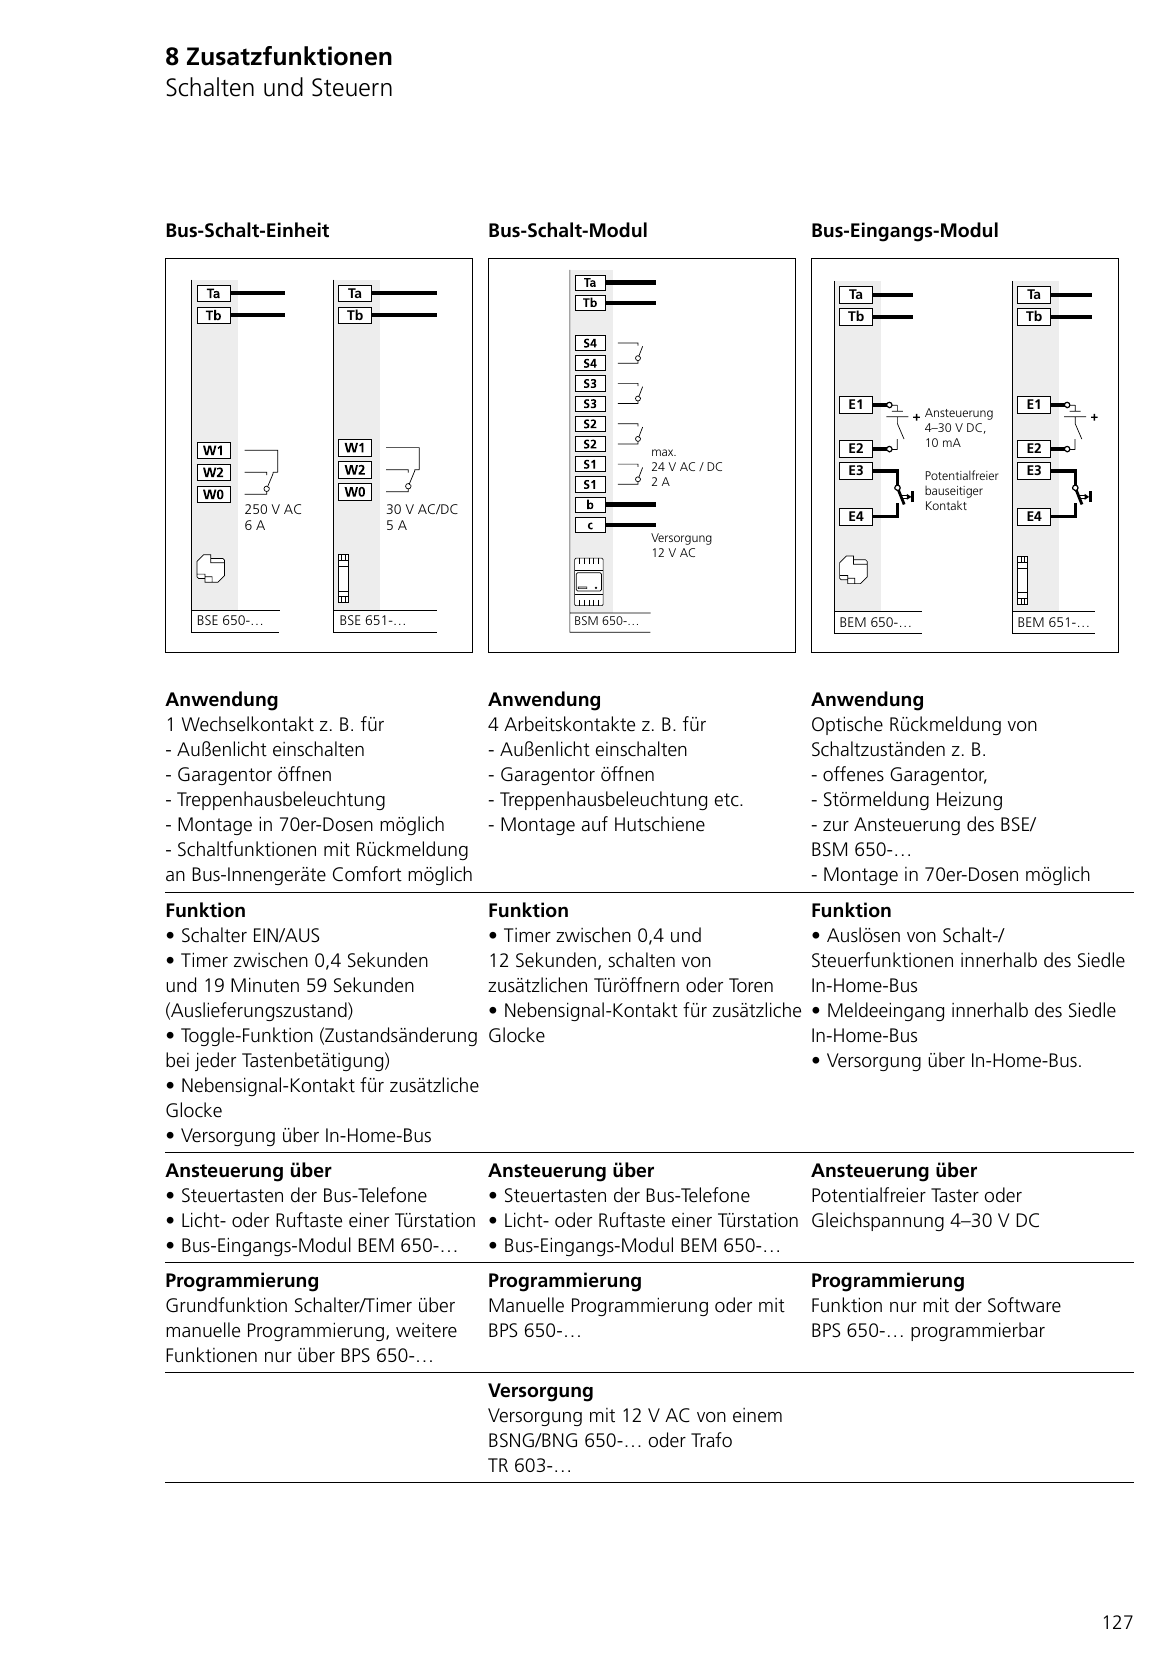 8 Zusatzfunktionen
Schalten und Steuern
Bus-Schalt-Einheit
Ta
Tb
W1
W2
W0
250 V AC
6 A
BSE 650-…
Ta
Tb
W1
W2
W0
30 V AC/DC
5 A
BSE 651-…
Anwendung
1 Wechselkontakt z. B. für
- Außenlicht einschalten
- Garagentor öffnen
- Treppenhausbeleuchtung
- Montage in 70er-Dosen möglich
- Schaltfunktionen mit Rückmeldung
an Bus-Innengeräte Comfort möglich
Funktion
• Schalter EIN/AUS
• Timer zwischen 0,4 Sekunden
und 19 Minuten 59 Sekunden
(Auslieferungszustand)
• Toggle-Funktion (Zustandsänderung
bei jeder Tastenbetätigung)
• Nebensignal-Kontakt für zusätzliche
Glocke
• Versorgung über In-Home-Bus
Ansteuerung über
• Steuertasten der Bus-Telefone
• Licht- oder Ruftaste einer Türstation
• Bus-Eingangs-Modul BEM 650-…
Programmierung
Grundfunktion Schalter/Timer über
manuelle Programmierung, weitere
Funktionen nur über BPS 650-…
Bus-Schalt-Modul
Ta
Tb
S4
S4
S3
S3
S2
S2
S1
S1
b
c
max.
24 V AC / DC
2 A
Versorgung
12 V AC
BSM 650-…
Anwendung
4 Arbeitskontakte z. B. für
- Außenlicht einschalten
- Garagentor öffnen
- Treppenhausbeleuchtung etc.
- Montage auf Hutschiene
Funktion
• Timer zwischen 0,4 und
12 Sekunden, schalten von
zusätzlichen Türöffnern oder Toren
• Nebensignal-Kontakt für zusätzliche
Glocke
Ansteuerung über
• Steuertasten der Bus-Telefone
• Licht- oder Ruftaste einer Türstation
• Bus-Eingangs-Modul BEM 650-…
Programmierung
Manuelle Programmierung oder mit
BPS 650-…
Versorgung
Versorgung mit 12 V AC von einem
BSNG/BNG 650-… oder Trafo
TR 603-…
Bus-Eingangs-Modul
Ta
Tb
E1
E2
E3
E4
+
Ansteuerung
4–30 V DC,
10 mA
Potentialfreier
bauseitiger
Kontakt
BEM 650-…
Ta
Tb
E1
E2
E3
E4
+
BEM 651-…
Anwendung
Optische Rückmeldung von
Schaltzuständen z. B.
- offenes Garagentor,
- Störmeldung Heizung
- zur Ansteuerung des BSE/
BSM 650-…
- Montage in 70er-Dosen möglich
Funktion
• Auslösen von Schalt-/
Steuerfunktionen innerhalb des Siedle
In-Home-Bus
• Meldeeingang innerhalb des Siedle
In-Home-Bus
• Versorgung über In-Home-Bus.
Ansteuerung über
Potentialfreier Taster oder
Gleichspannung 4–30 V DC
Programmierung
Funktion nur mit der Software
BPS 650-… programmierbar
127